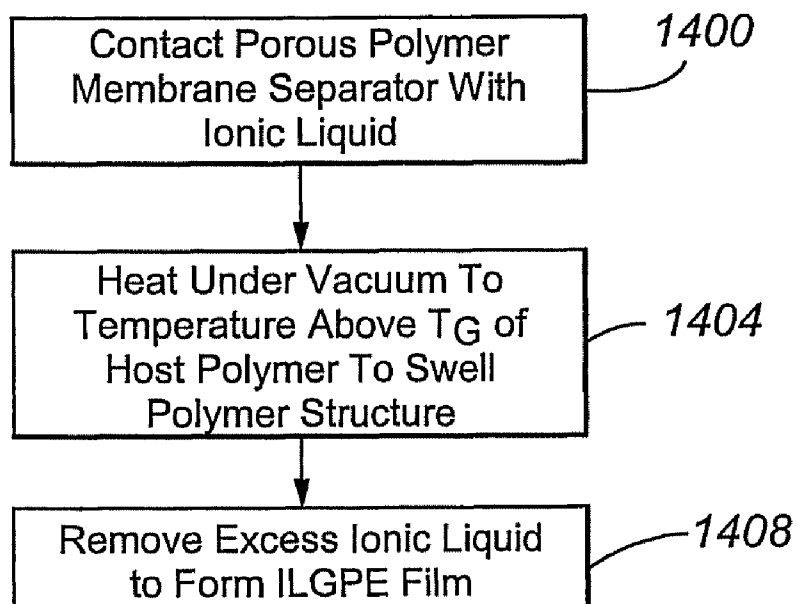 Contact Porous Polymer
Membrane Separator With
Ionic Liquid
1400
Heat Under Vacuum To
Temperature Above TG of
Host Polymer To Swell
Polymer Structure
1404
Remove Excess Ionic Liquid
to Form ILGPE Film
1408